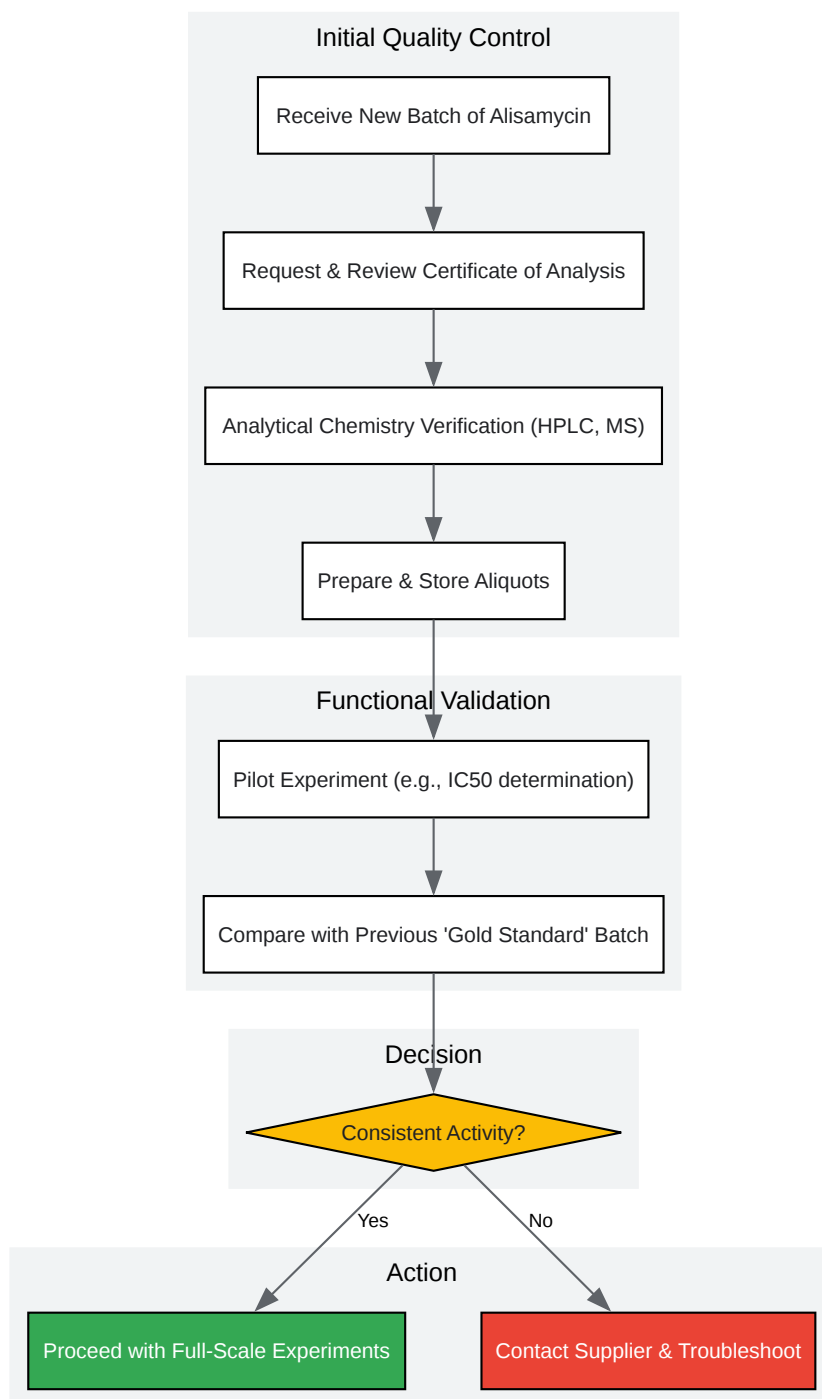 Initial Quality Control
Receive New Batch of Alisamycin
Request & Review Certificate of Analysis
Analytical Chemistry Verification (HPLC, MS)
Prepare & Store Aliquots
Functional Validation
Pilot Experiment (e.g., IC50 determination)
Compare with Previous 'Gold Standard' Batch
Decision
Consistent Activity?
Yes
No
Action
Proceed with Full-Scale Experiments
Contact Supplier & Troubleshoot